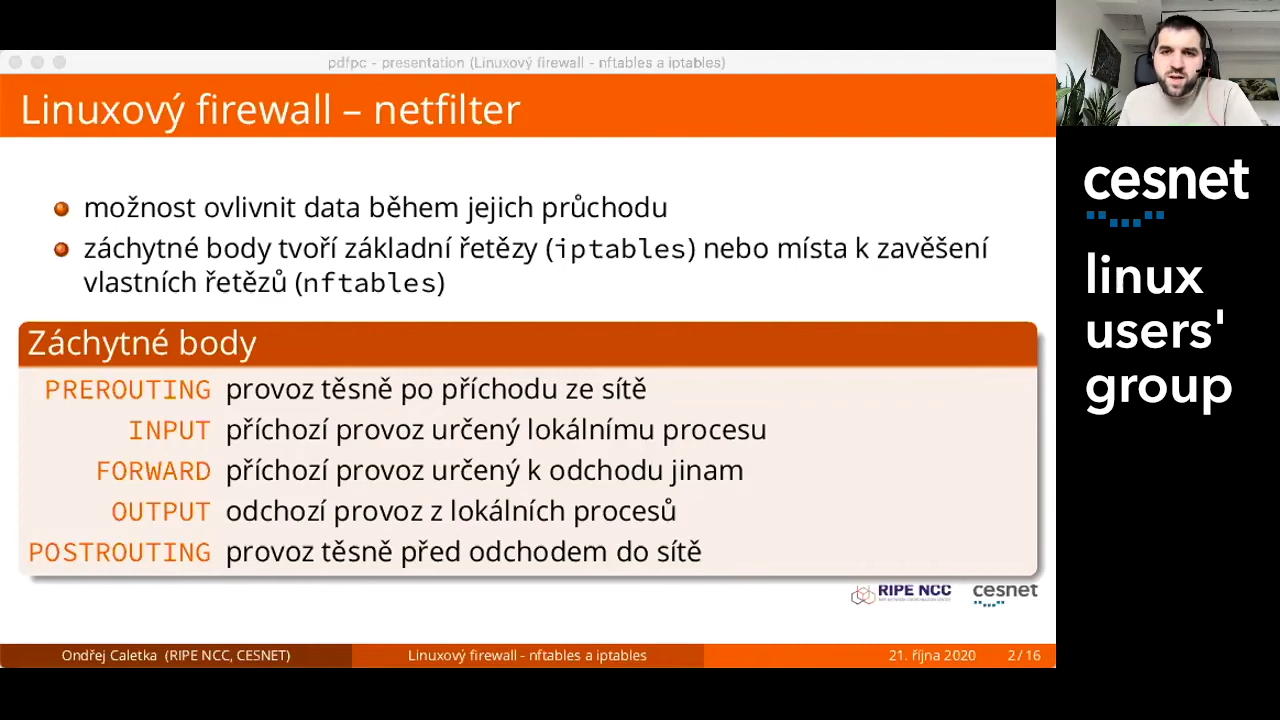 pdfpc - presentation (Linuxový firewall - nftables a iptables)
Linuxový firewall – netfilter
možnost ovlivnit data během jejich průchodu
záchytné body tvoří základní řetězy (iptables) nebo místa k zavěšení
vlastních řetězů (nftables)
Záchytné body
PREROUTING provoz těsně po příchodu ze sítě
INPUT příchozí provoz určený lokálnímu procesu
FORWARD příchozí provoz určený k odchodu jinam
OUTPUT odchozí provoz z lokálních procesů
POSTROUTING provoz těsně před odchodem do sítě
RIPE NCC
cesnet
Ondřej Caletka (RIPE NCC, CESNET)
Linuxový firewall - nftables a iptables
21. října 2020
2 / 16
cesnet
linux
users'
group